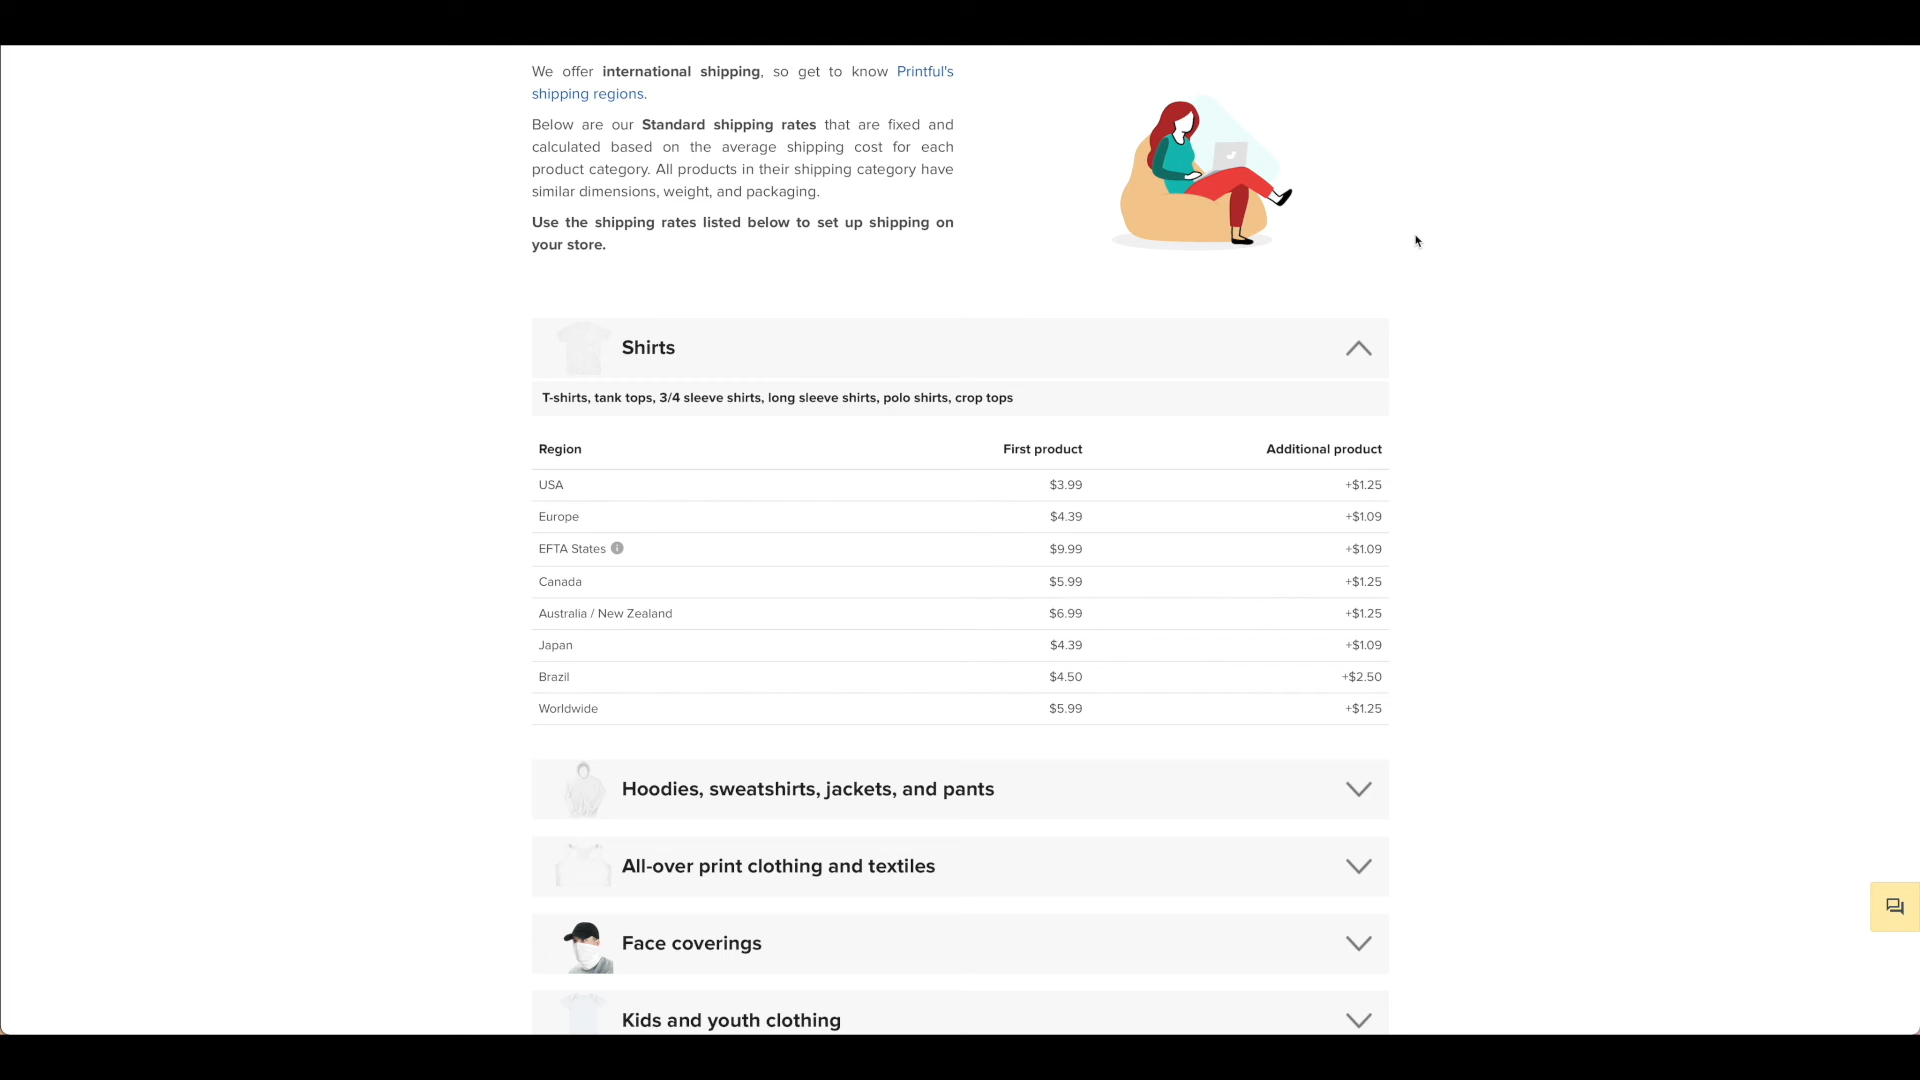 We offer international shipping, so get to know Printful's
shipping regions.
Below are our Standard shipping rates that are fixed and
calculated based on the average shipping cost for each
product category. All products in their shipping category have
similar dimensions, weight, and packaging.
Use the shipping rates listed below to set up shipping on
your store.
Shirts
T-shirts, tank tops, 3/4 sleeve shirts, long sleeve shirts, polo shirts, crop tops
Region First product Additional product
USA $3.99 +$1.25
Europe $4.39 +$1.09
EFTA States $9.99 +$1.09
Canada $5.99 +$1.25
Australia / New Zealand $6.99 +$1.25
Japan $4.39 +$1.09
Brazil $4.50 +$2.50
Worldwide $5.99 +$1.25
Hoodies, sweatshirts, jackets, and pants
All-over print clothing and textiles
Face coverings
Kids and youth clothing